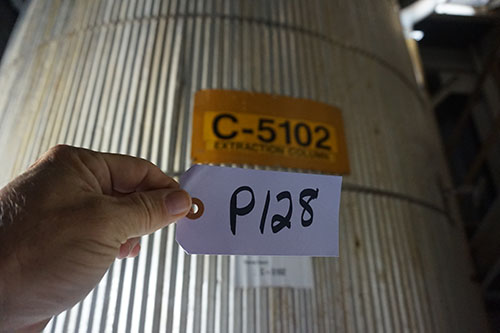 C-5102
EXTRACTION COLUMN
P128